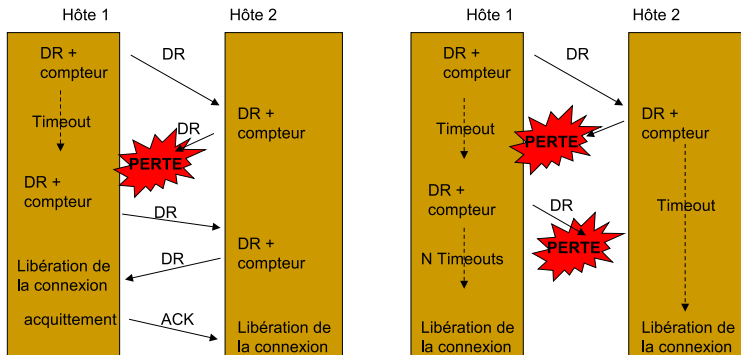 Hôte 1
Hôte 2
DR +
compteur
DR
Timeout
DR
DR +
compteur
PERTE
DR +
compteur
DR
DR +
compteur
DR
Libération de
la connexion
acquittement
ACK
Libération de
la connexion
Hôte 1
Hôte 2
DR +
compteur
DR
Timeout
DR +
compteur
PERTE
DR +
compteur
DR
Timeout
PERTE
N Timeouts
Libération de
la connexion
Libération de
la connexion